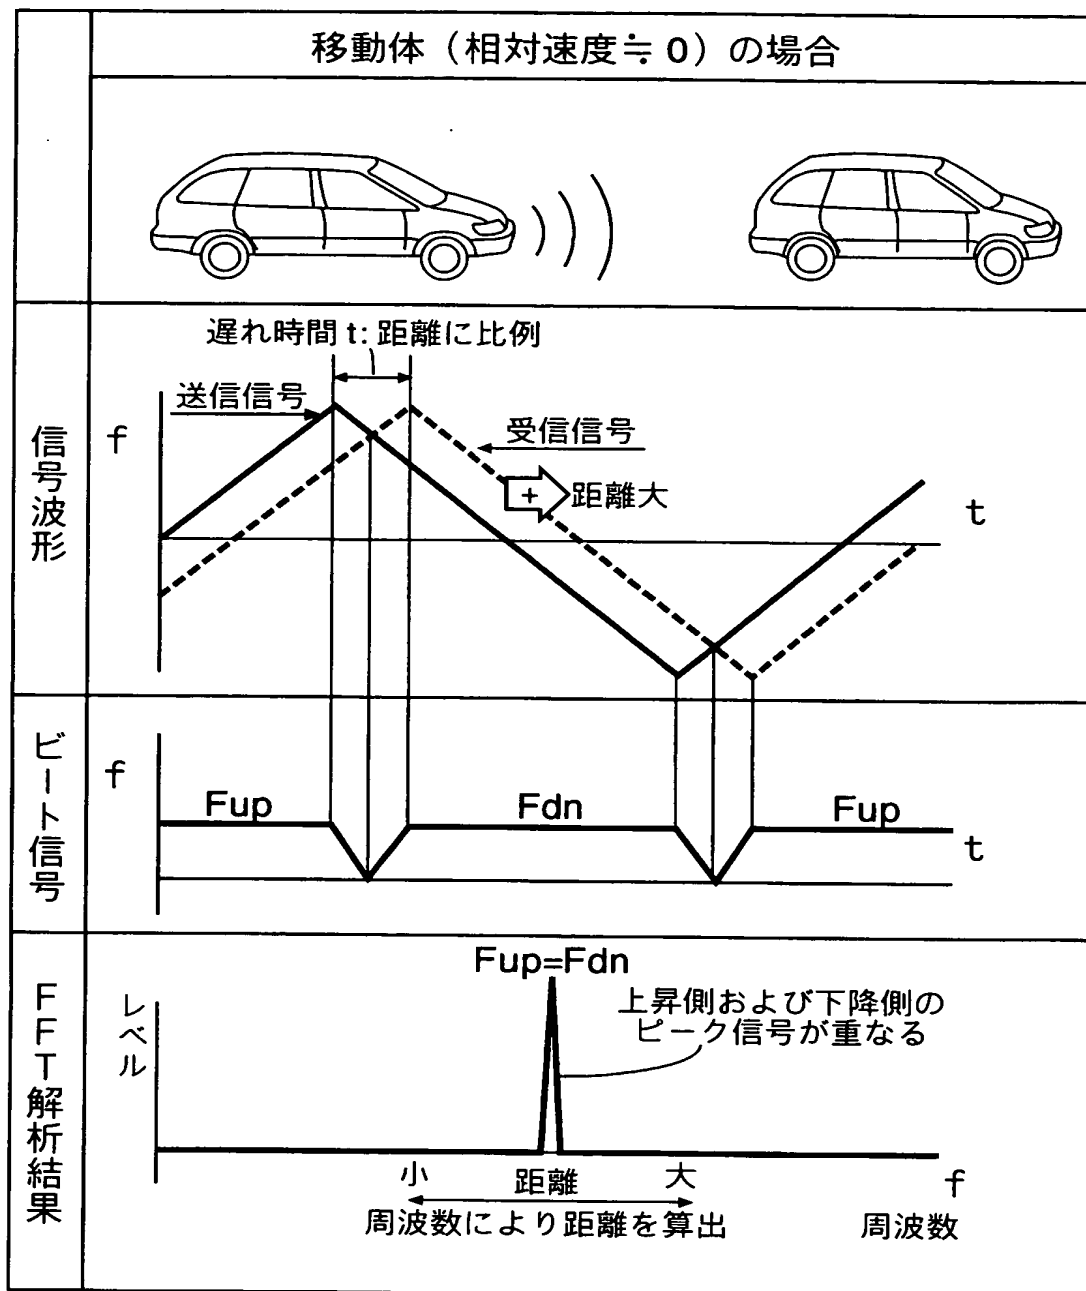 移動体（相対速度≒0）の場合
信号波形
遅れ時間 t: 距離に比例
送信信号
f
受信信号
+
距離大
t
ビート信号
f
Fup
Fdn
Fup
t
FFT解析結果
Fup=Fdn
レベル
上昇側および下降側の
ピーク信号が重なる
小
距離
大
f
周波数により距離を算出
周波数